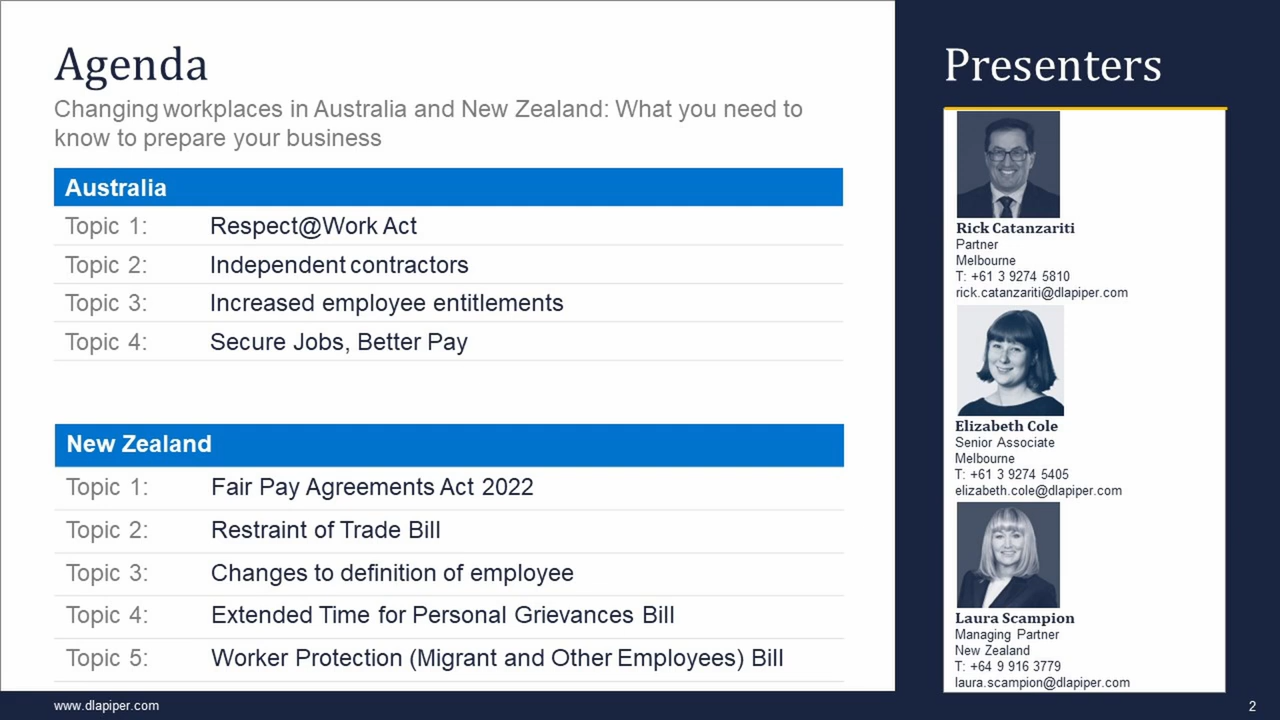 Agenda
Changing workplaces in Australia and New Zealand: What you need to
know to prepare your business
Australia
Topic 1: Respect@Work Act
Topic 2: Independent contractors
Topic 3: Increased employee entitlements
Topic 4: Secure Jobs, Better Pay
New Zealand
Topic 1: Fair Pay Agreements Act 2022
Topic 2: Restraint of Trade Bill
Topic 3: Changes to definition of employee
Topic 4: Extended Time for Personal Grievances Bill
Topic 5: Worker Protection (Migrant and Other Employees) Bill
Presenters
Rick Catanzariti
Partner
Melbourne
T: +61 3 9274 5810
rick.catanzariti@dlapiper.com
Elizabeth Cole
Senior Associate
Melbourne
T: +61 3 9274 5405
elizabeth.cole@dlapiper.com
Laura Scampion
Managing Partner
New Zealand
T: +64 9 916 3779
laura.scampion@dlapiper.com
www.dlapiper.com
2